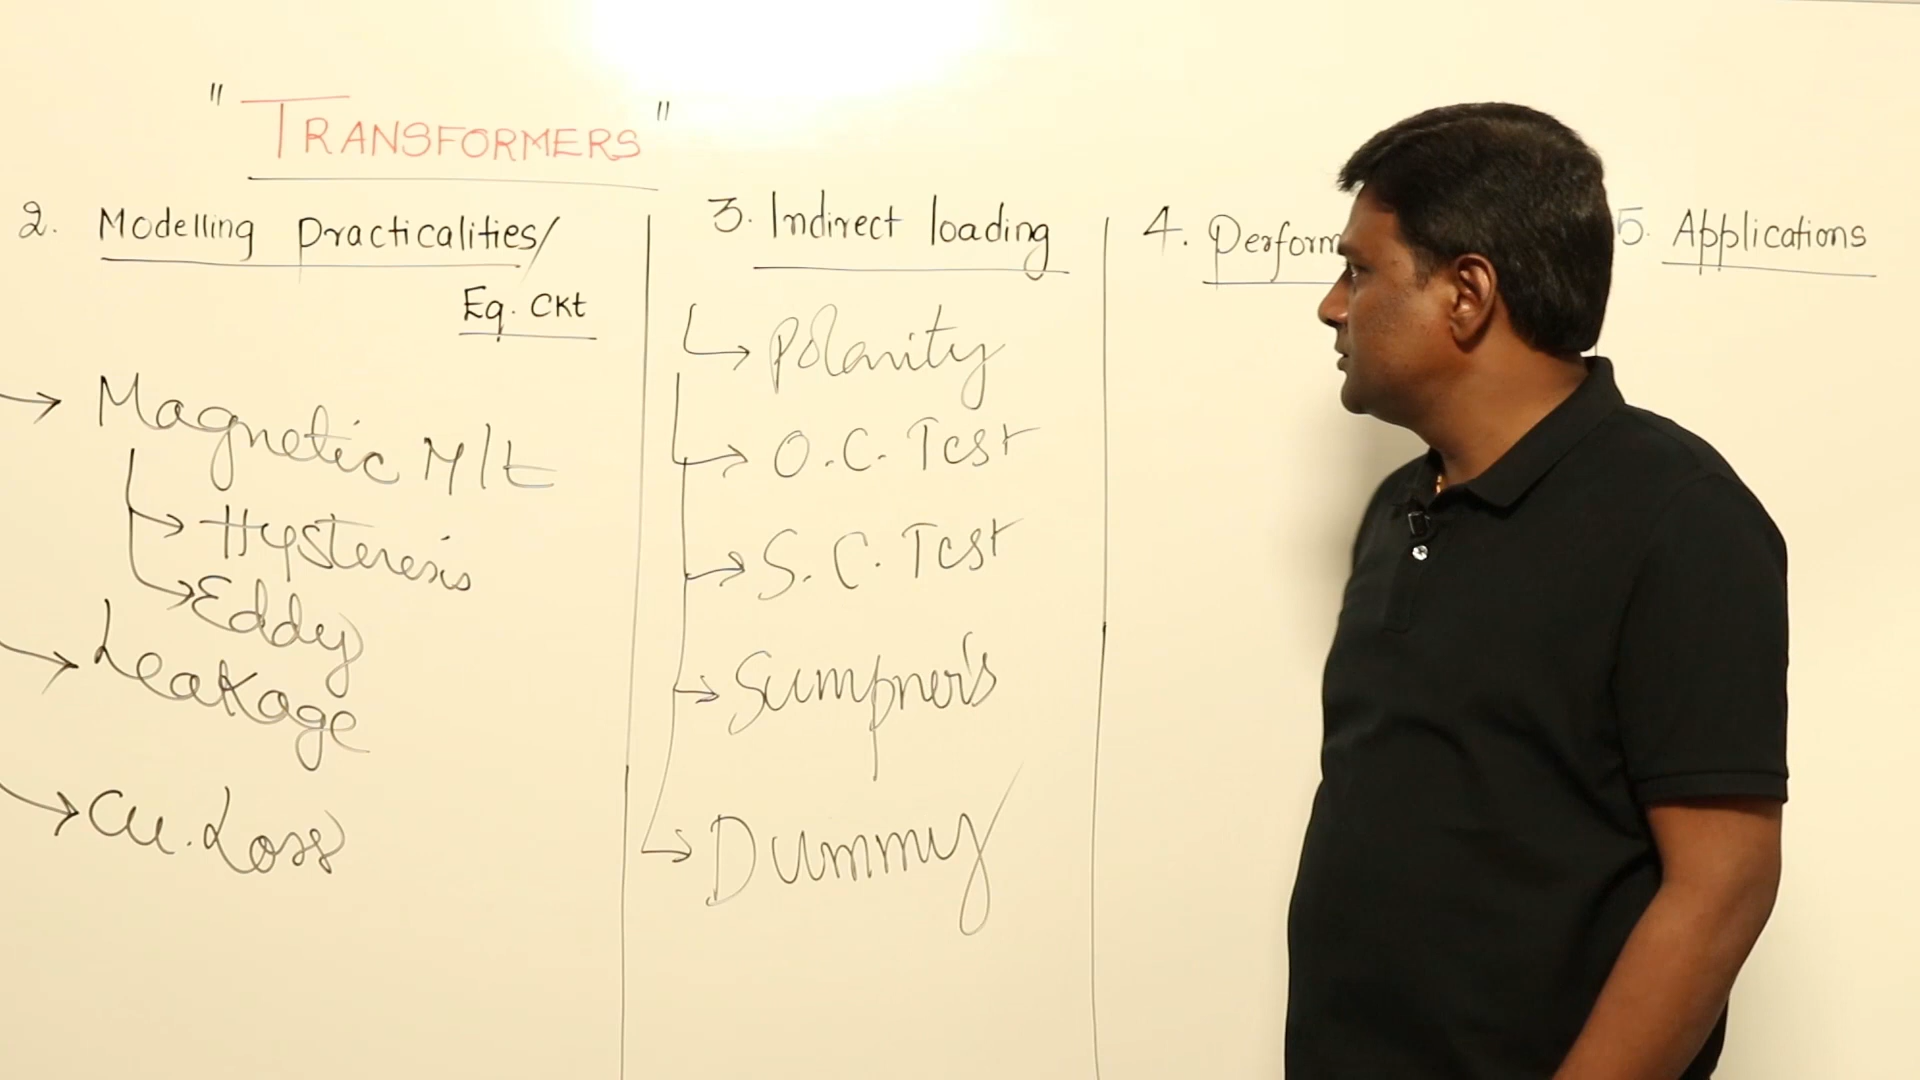 " TRANSFORMERS "
2. Modelling practicalities/
Eq. Ckt
→ Magnetic M/t
→ Hysteresis
→ Eddy
→ Leakage
→ Cu. Loss
3. Indirect loading
→ Polarity
→ O.C. Test
→ S.C. Test
→ Sumpner's
→ Dummy
4. Perform
5. Applications